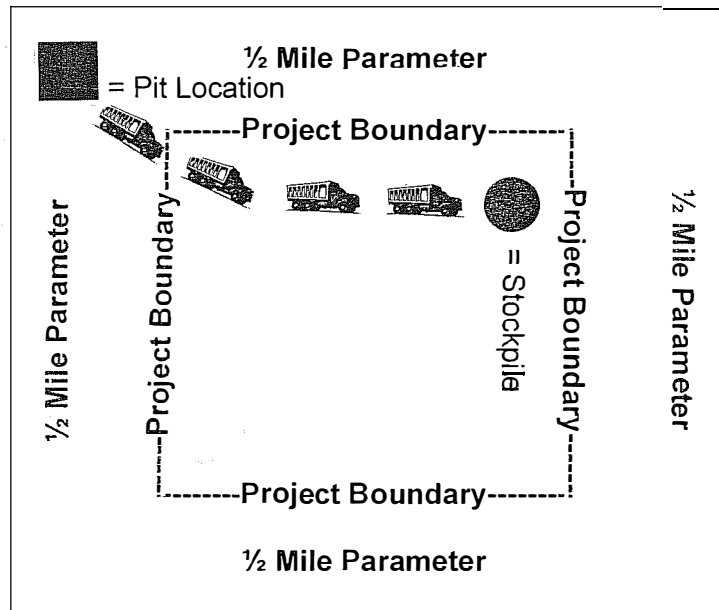 ½ Mile Parameter
= Pit Location
Project Boundary
½ Mile Parameter
Project Boundary
= Stockpile
Project Boundary
½ Mile Parameter
Project Boundary
½ Mile Parameter